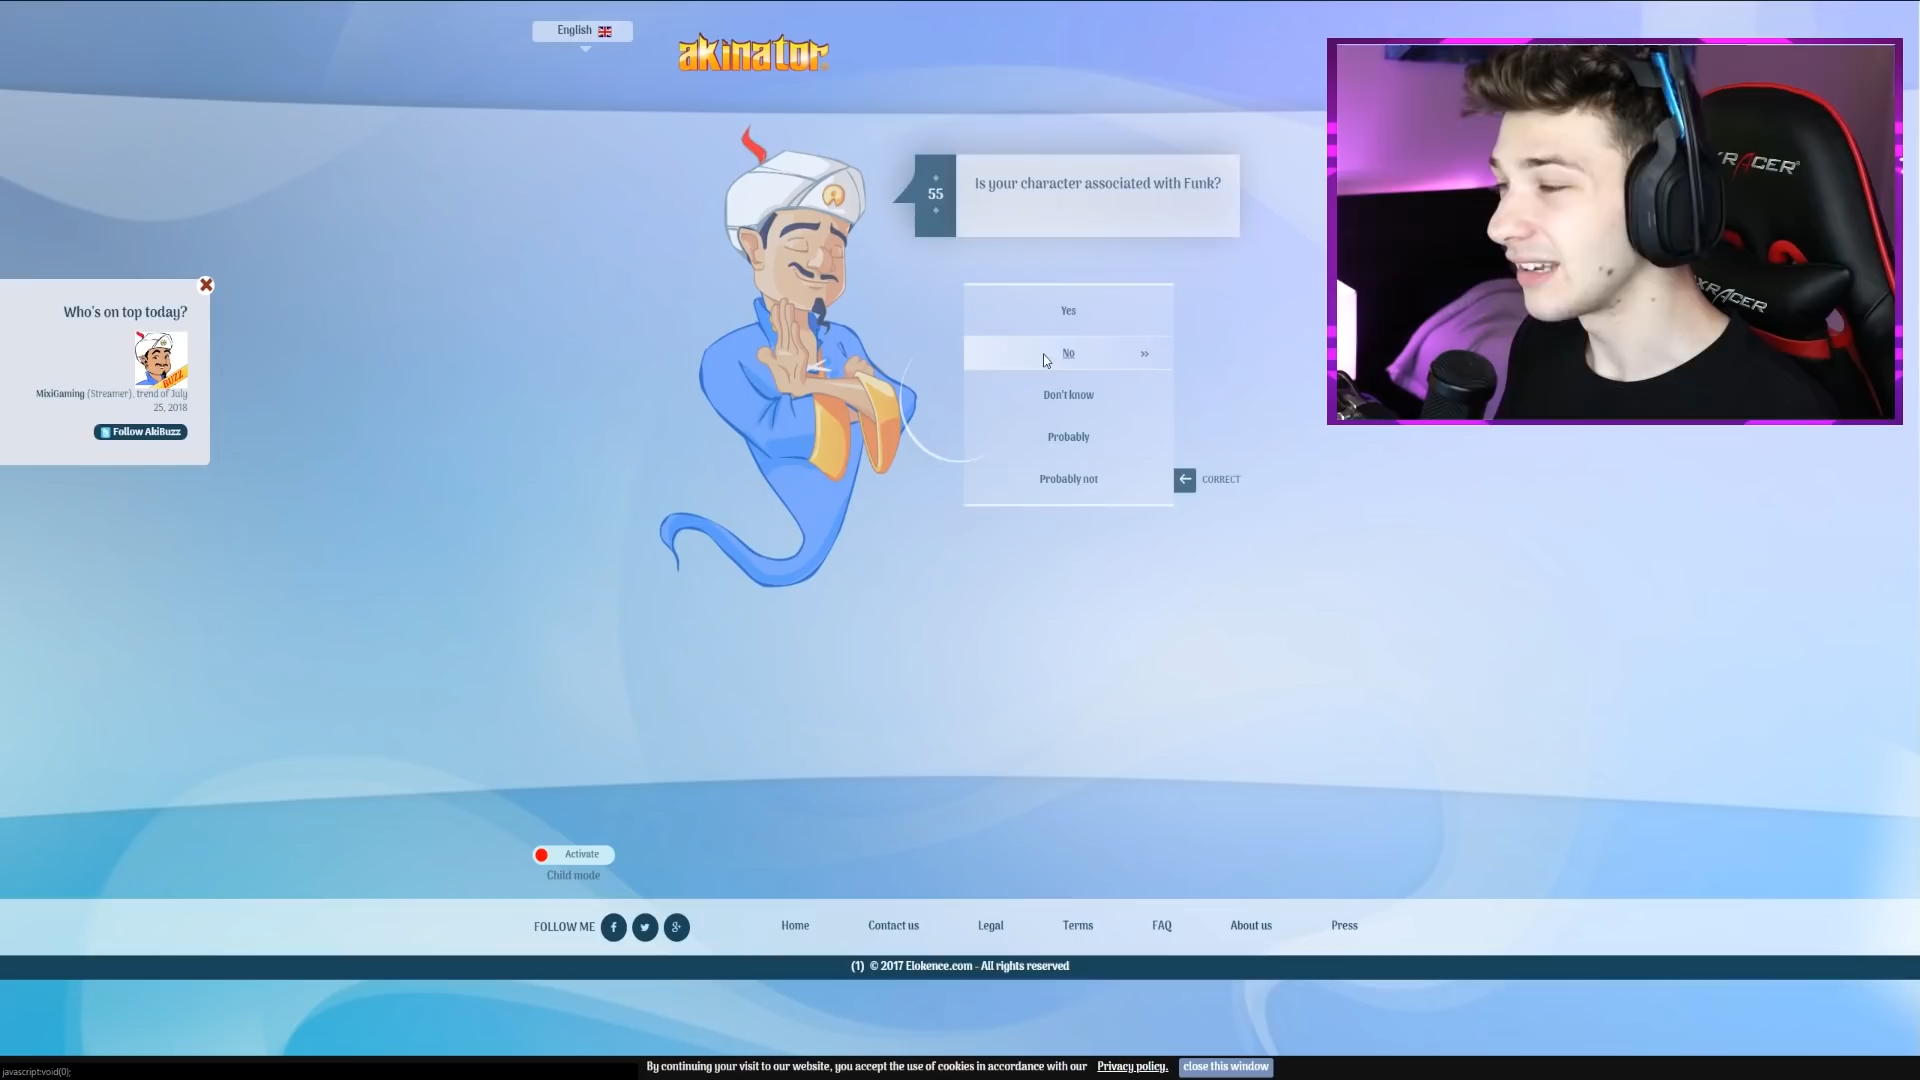 English
akinator
55
Is your character associated with Funk?
Who's on top today?
BUZZ
MixiGaming (Streamer), trend of July
25, 2018
Follow AkiBuzz
Yes
No
Don't know
Probably
Probably not
CORRECT
Activate
Child mode
FOLLOW ME
Home
Contact us
Legal
Terms
FAQ
About us
Press
(1) © 2017 Elokence.com - All rights reserved
By continuing your visit to our website, you accept the use of cookies in accordance with our Privacy policy. close this window
javascript:void(0);